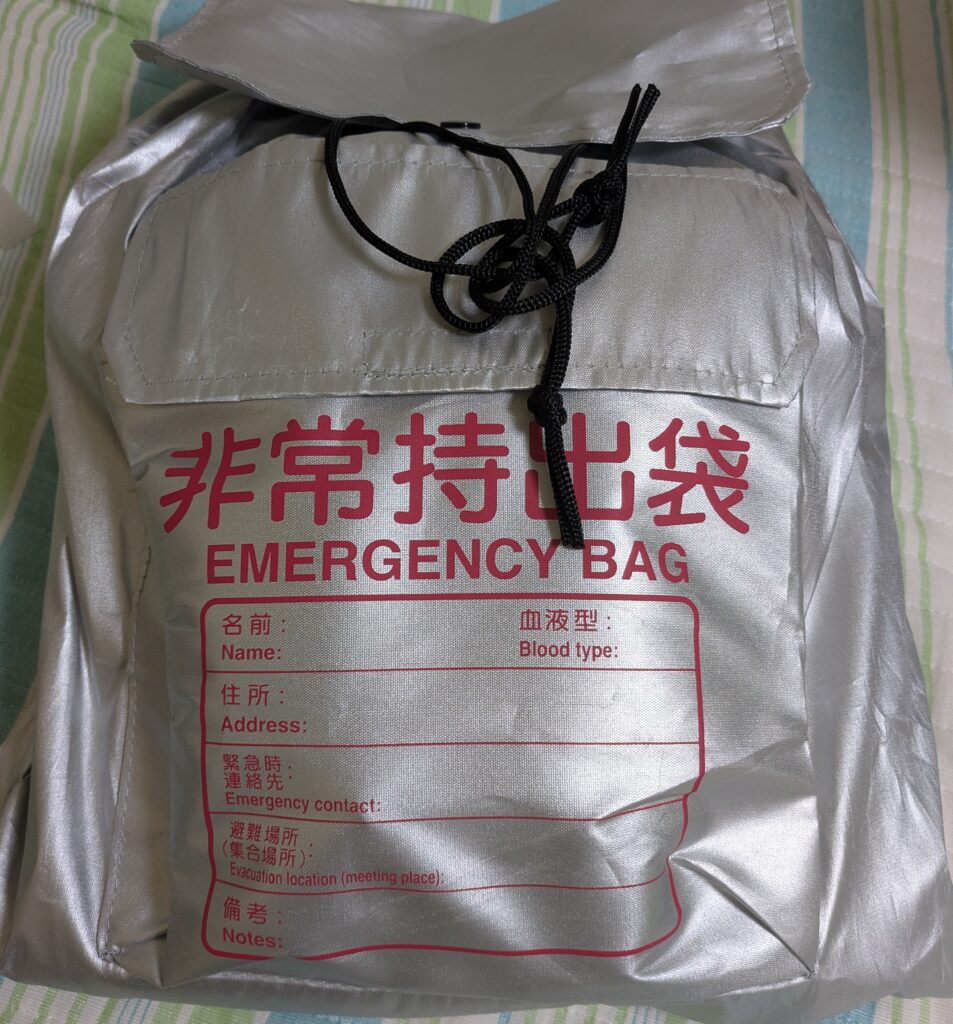 非常持出袋
EMERGENCY BAG
名前: 血液型:
Name: Blood type:
住所:
Address:
緊急時:
連絡先:
Emergency contact:
避難場所:
(集合場所):
Evacuation location (meeting place):
備考:
Notes: